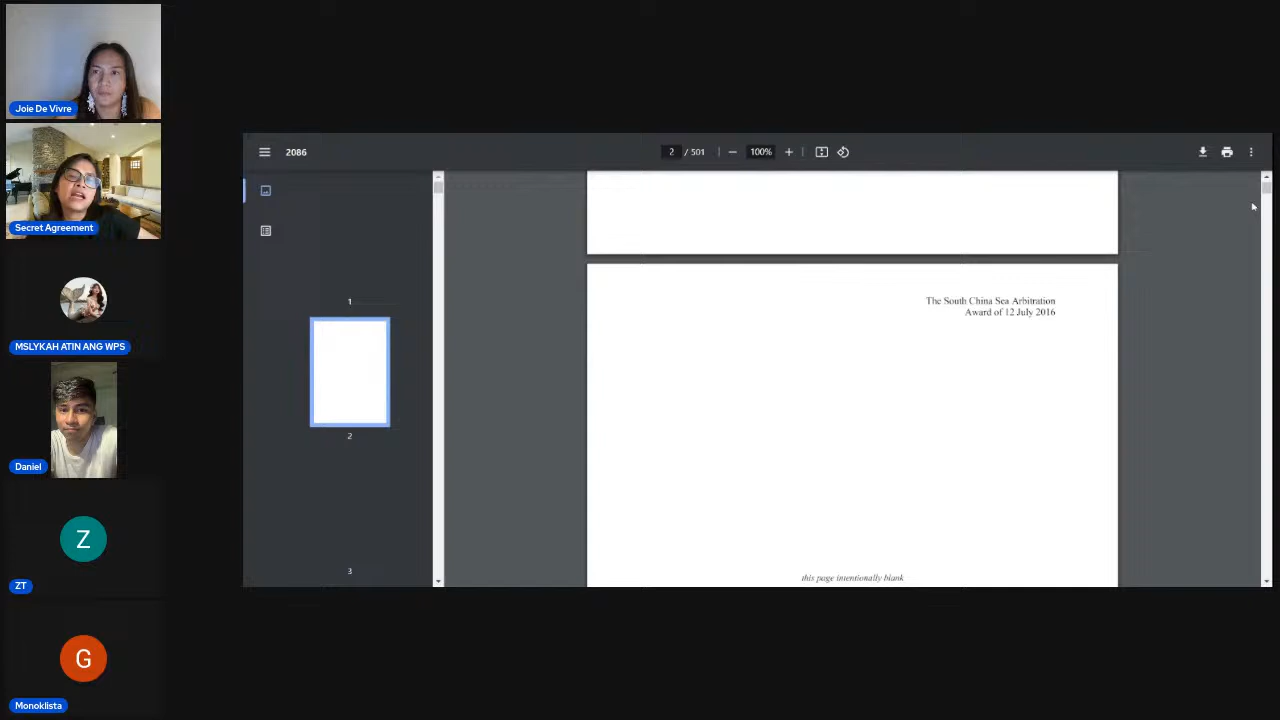 Joie De Vivre
Secret Agreement
MSLYKAH ATIN ANG WPS
Daniel
Z
ZT
G
Monoklista
2086
2 / 501
100%
1
2
3
The South China Sea Arbitration
Award of 12 July 2016
this page intentionally blank